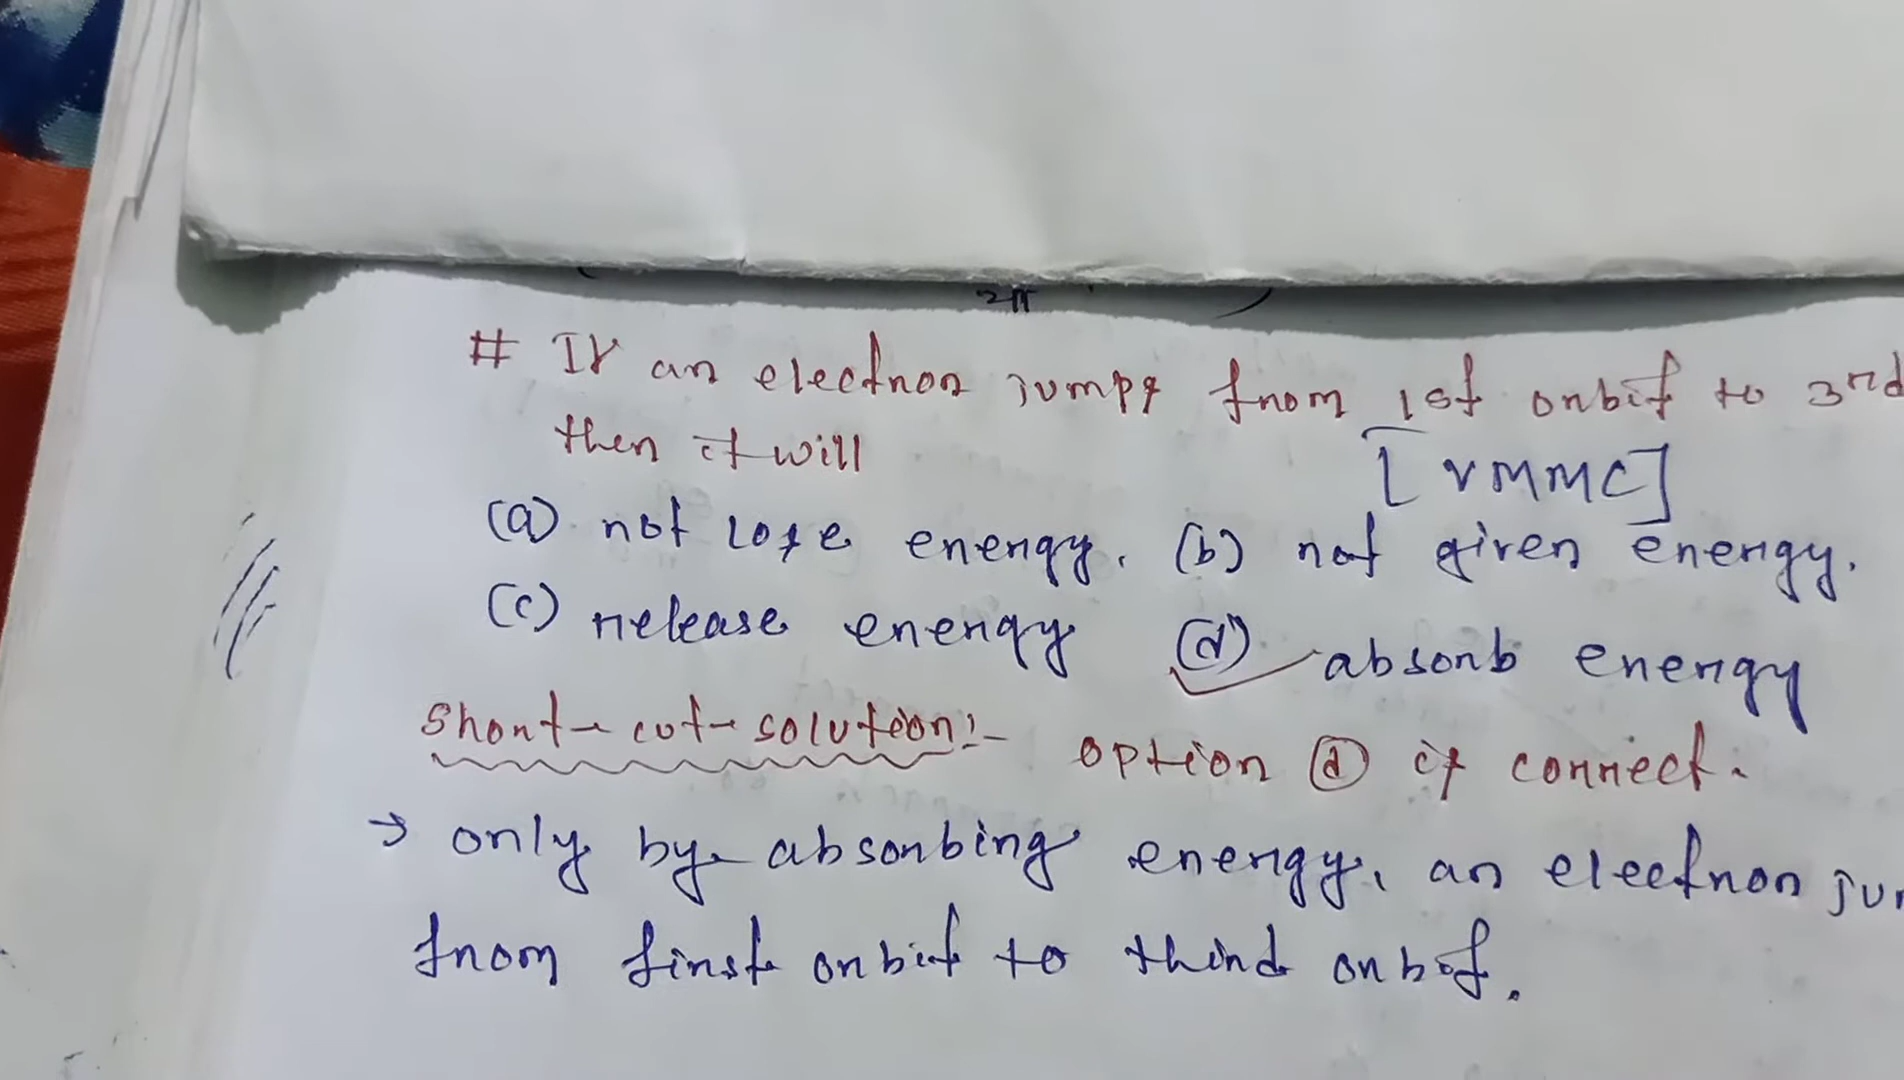 2π
# If an electron jumps from 1st orbit to 3rd
then it will
[VMMC]
(a) not lose energy. (b) not given energy.
(c) release energy (d) absorb energy
Short-cut-solution:- option (d) is correct.
→ only by absorbing energy, an electron
from first orbit to third orbit.